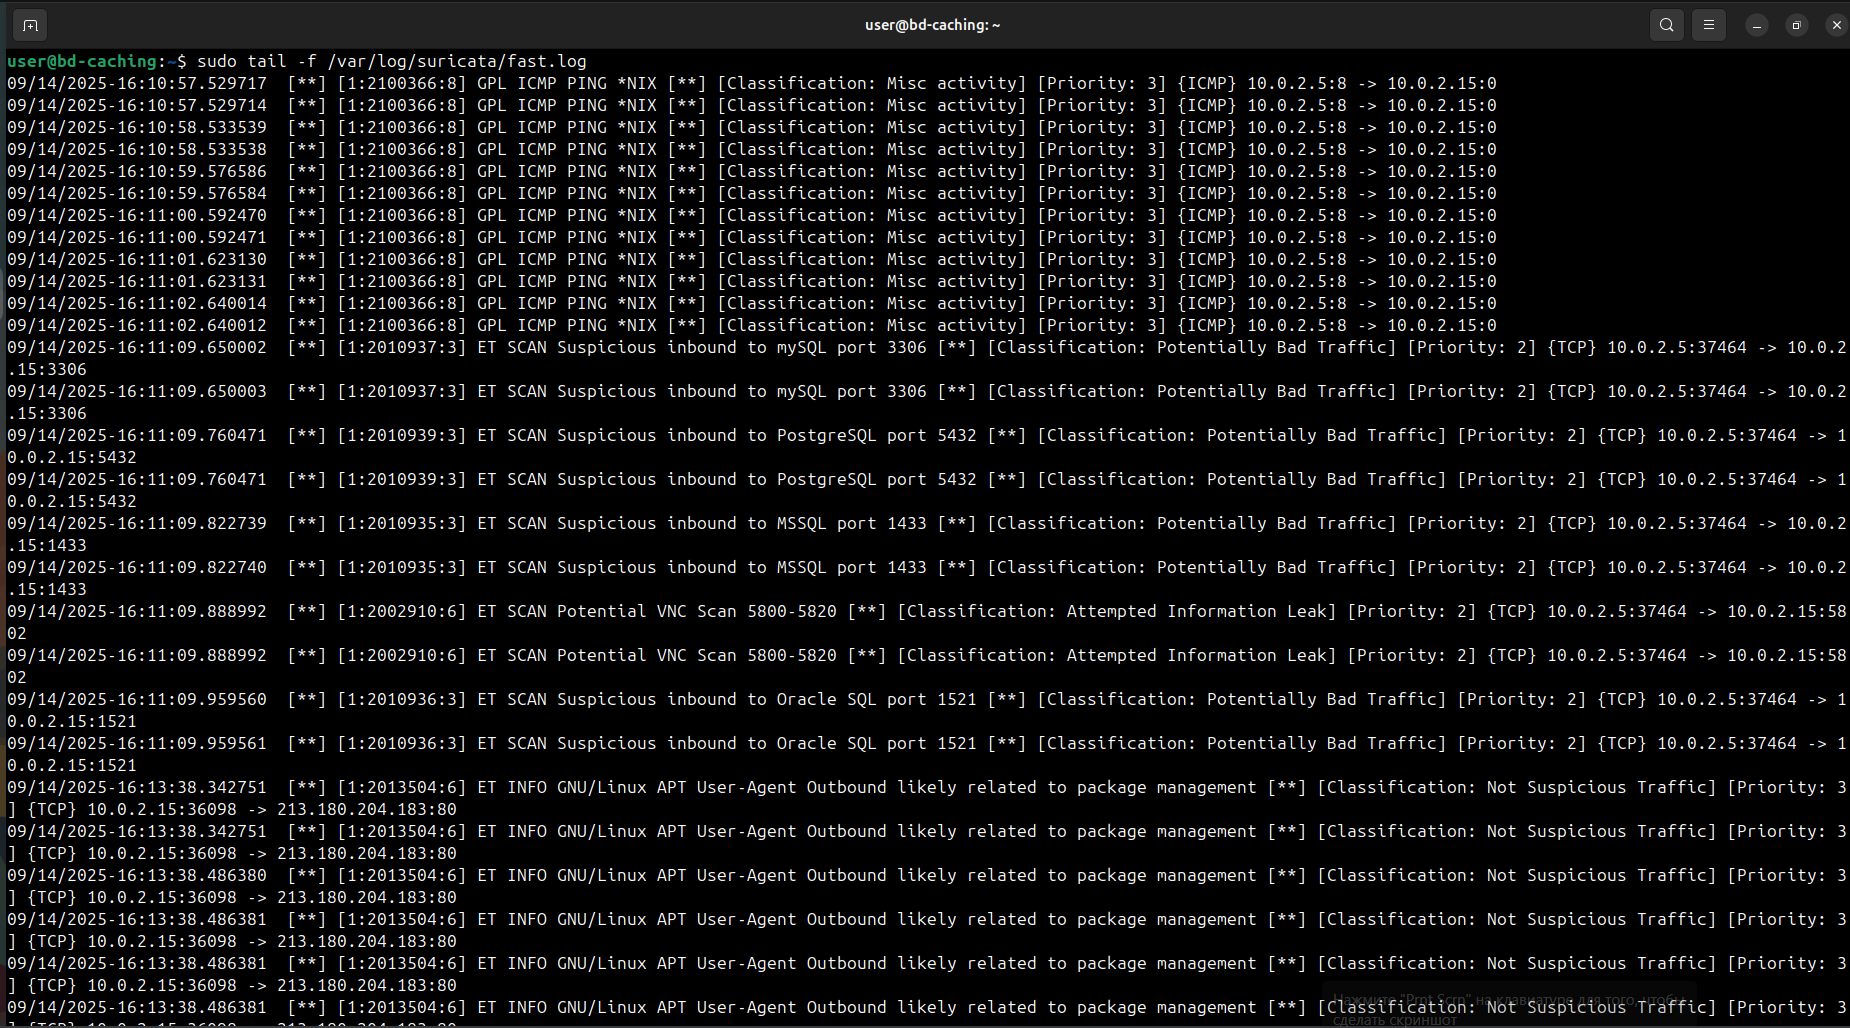 user@bd-caching: ~
user@bd-caching:~$ sudo tail -f /var/log/suricata/fast.log
09/14/2025-16:10:57.529717  [**] [1:2100366:8] GPL ICMP PING *NIX [**] [Classification: Misc activity] [Priority: 3] {ICMP} 10.0.2.5:8 -> 10.0.2.15:0
09/14/2025-16:10:57.529714  [**] [1:2100366:8] GPL ICMP PING *NIX [**] [Classification: Misc activity] [Priority: 3] {ICMP} 10.0.2.5:8 -> 10.0.2.15:0
09/14/2025-16:10:58.533539  [**] [1:2100366:8] GPL ICMP PING *NIX [**] [Classification: Misc activity] [Priority: 3] {ICMP} 10.0.2.5:8 -> 10.0.2.15:0
09/14/2025-16:10:58.533538  [**] [1:2100366:8] GPL ICMP PING *NIX [**] [Classification: Misc activity] [Priority: 3] {ICMP} 10.0.2.5:8 -> 10.0.2.15:0
09/14/2025-16:10:59.576586  [**] [1:2100366:8] GPL ICMP PING *NIX [**] [Classification: Misc activity] [Priority: 3] {ICMP} 10.0.2.5:8 -> 10.0.2.15:0
09/14/2025-16:10:59.576584  [**] [1:2100366:8] GPL ICMP PING *NIX [**] [Classification: Misc activity] [Priority: 3] {ICMP} 10.0.2.5:8 -> 10.0.2.15:0
09/14/2025-16:11:00.592470  [**] [1:2100366:8] GPL ICMP PING *NIX [**] [Classification: Misc activity] [Priority: 3] {ICMP} 10.0.2.5:8 -> 10.0.2.15:0
09/14/2025-16:11:00.592471  [**] [1:2100366:8] GPL ICMP PING *NIX [**] [Classification: Misc activity] [Priority: 3] {ICMP} 10.0.2.5:8 -> 10.0.2.15:0
09/14/2025-16:11:01.623130  [**] [1:2100366:8] GPL ICMP PING *NIX [**] [Classification: Misc activity] [Priority: 3] {ICMP} 10.0.2.5:8 -> 10.0.2.15:0
09/14/2025-16:11:01.623131  [**] [1:2100366:8] GPL ICMP PING *NIX [**] [Classification: Misc activity] [Priority: 3] {ICMP} 10.0.2.5:8 -> 10.0.2.15:0
09/14/2025-16:11:02.640014  [**] [1:2100366:8] GPL ICMP PING *NIX [**] [Classification: Misc activity] [Priority: 3] {ICMP} 10.0.2.5:8 -> 10.0.2.15:0
09/14/2025-16:11:02.640012  [**] [1:2100366:8] GPL ICMP PING *NIX [**] [Classification: Misc activity] [Priority: 3] {ICMP} 10.0.2.5:8 -> 10.0.2.15:0
09/14/2025-16:11:09.650002  [**] [1:2010937:3] ET SCAN Suspicious inbound to mySQL port 3306 [**] [Classification: Potentially Bad Traffic] [Priority: 2] {TCP} 10.0.2.5:37464 -> 10.0.2
.15:3306
09/14/2025-16:11:09.650003  [**] [1:2010937:3] ET SCAN Suspicious inbound to mySQL port 3306 [**] [Classification: Potentially Bad Traffic] [Priority: 2] {TCP} 10.0.2.5:37464 -> 10.0.2
.15:3306
09/14/2025-16:11:09.760471  [**] [1:2010939:3] ET SCAN Suspicious inbound to PostgreSQL port 5432 [**] [Classification: Potentially Bad Traffic] [Priority: 2] {TCP} 10.0.2.5:37464 -> 1
0.0.2.15:5432
09/14/2025-16:11:09.760471  [**] [1:2010939:3] ET SCAN Suspicious inbound to PostgreSQL port 5432 [**] [Classification: Potentially Bad Traffic] [Priority: 2] {TCP} 10.0.2.5:37464 -> 1
0.0.2.15:5432
09/14/2025-16:11:09.822739  [**] [1:2010935:3] ET SCAN Suspicious inbound to MSSQL port 1433 [**] [Classification: Potentially Bad Traffic] [Priority: 2] {TCP} 10.0.2.5:37464 -> 10.0.2
.15:1433
09/14/2025-16:11:09.822740  [**] [1:2010935:3] ET SCAN Suspicious inbound to MSSQL port 1433 [**] [Classification: Potentially Bad Traffic] [Priority: 2] {TCP} 10.0.2.5:37464 -> 10.0.2
.15:1433
09/14/2025-16:11:09.888992  [**] [1:2002910:6] ET SCAN Potential VNC Scan 5800-5820 [**] [Classification: Attempted Information Leak] [Priority: 2] {TCP} 10.0.2.5:37464 -> 10.0.2.15:58
02
09/14/2025-16:11:09.888992  [**] [1:2002910:6] ET SCAN Potential VNC Scan 5800-5820 [**] [Classification: Attempted Information Leak] [Priority: 2] {TCP} 10.0.2.5:37464 -> 10.0.2.15:58
02
09/14/2025-16:11:09.959560  [**] [1:2010936:3] ET SCAN Suspicious inbound to Oracle SQL port 1521 [**] [Classification: Potentially Bad Traffic] [Priority: 2] {TCP} 10.0.2.5:37464 -> 1
0.0.2.15:1521
09/14/2025-16:11:09.959561  [**] [1:2010936:3] ET SCAN Suspicious inbound to Oracle SQL port 1521 [**] [Classification: Potentially Bad Traffic] [Priority: 2] {TCP} 10.0.2.5:37464 -> 1
0.0.2.15:1521
09/14/2025-16:13:38.342751  [**] [1:2013504:6] ET INFO GNU/Linux APT User-Agent Outbound likely related to package management [**] [Classification: Not Suspicious Traffic] [Priority: 3
] {TCP} 10.0.2.15:36098 -> 213.180.204.183:80
09/14/2025-16:13:38.342751  [**] [1:2013504:6] ET INFO GNU/Linux APT User-Agent Outbound likely related to package management [**] [Classification: Not Suspicious Traffic] [Priority: 3
] {TCP} 10.0.2.15:36098 -> 213.180.204.183:80
09/14/2025-16:13:38.486380  [**] [1:2013504:6] ET INFO GNU/Linux APT User-Agent Outbound likely related to package management [**] [Classification: Not Suspicious Traffic] [Priority: 3
] {TCP} 10.0.2.15:36098 -> 213.180.204.183:80
09/14/2025-16:13:38.486381  [**] [1:2013504:6] ET INFO GNU/Linux APT User-Agent Outbound likely related to package management [**] [Classification: Not Suspicious Traffic] [Priority: 3
] {TCP} 10.0.2.15:36098 -> 213.180.204.183:80
09/14/2025-16:13:38.486381  [**] [1:2013504:6] ET INFO GNU/Linux APT User-Agent Outbound likely related to package management [**] [Classification: Not Suspicious Traffic] [Priority: 3
] {TCP} 10.0.2.15:36098 -> 213.180.204.183:80
09/14/2025-16:13:38.486381  [**] [1:2013504:6] ET INFO GNU/Linux APT User-Agent Outbound likely related to package management [**] [Classification: Not Suspicious Traffic] [Priority: 3
Нажмите "Prnt Scrn" на клавиатуре для того, чтобы
сделать скриншот